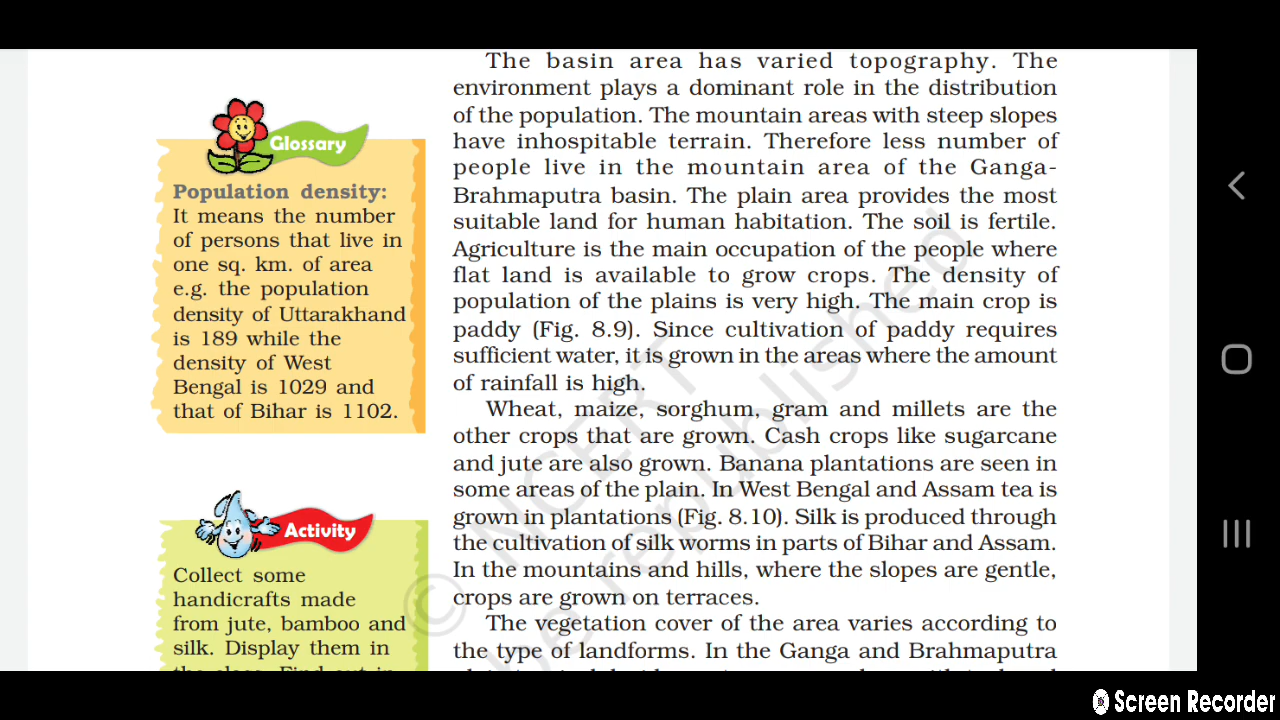 Glossary
Population density:
It means the number
of persons that live in
one sq. km. of area
e.g. the population
density of Uttarakhand
is 189 while the
density of West
Bengal is 1029 and
that of Bihar is 1102.
Activity
Collect some
handicrafts made
from jute, bamboo and
silk. Display them in
The basin area has varied topography. The
environment plays a dominant role in the distribution
of the population. The mountain areas with steep slopes
have inhospitable terrain. Therefore less number of
people live in the mountain area of the Ganga-
Brahmaputra basin. The plain area provides the most
suitable land for human habitation. The soil is fertile.
Agriculture is the main occupation of the people where
flat land is available to grow crops. The density of
population of the plains is very high. The main crop is
paddy (Fig. 8.9). Since cultivation of paddy requires
sufficient water, it is grown in the areas where the amount
of rainfall is high.
Wheat, maize, sorghum, gram and millets are the
other crops that are grown. Cash crops like sugarcane
and jute are also grown. Banana plantations are seen in
some areas of the plain. In West Bengal and Assam tea is
grown in plantations (Fig. 8.10). Silk is produced through
the cultivation of silk worms in parts of Bihar and Assam.
In the mountains and hills, where the slopes are gentle,
crops are grown on terraces.
The vegetation cover of the area varies according to
the type of landforms. In the Ganga and Brahmaputra
© NCERT
be republished
Screen Recorder